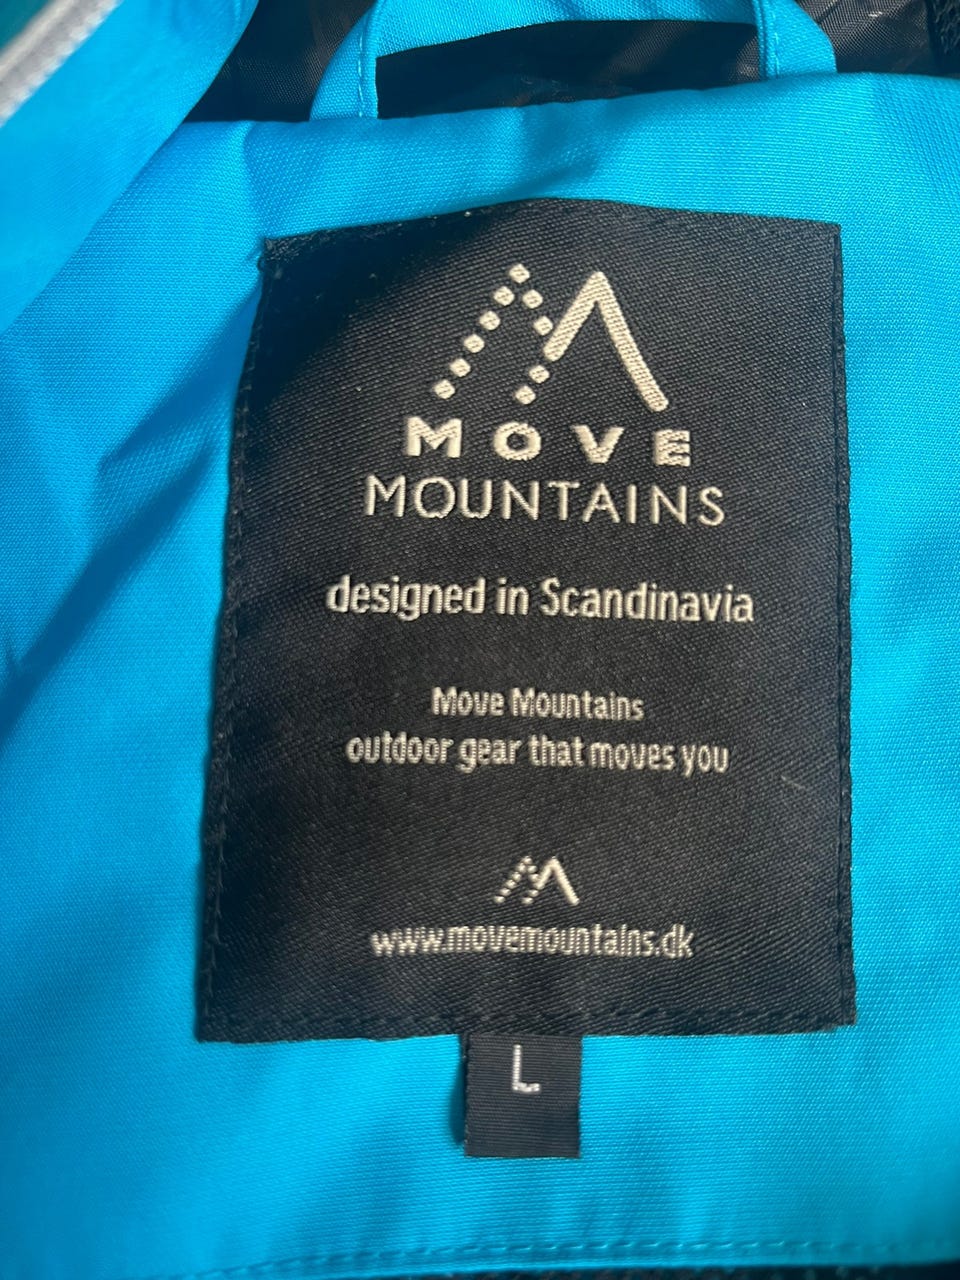 MOVE
MOUNTAINS
designed in Scandinavia
Move Mountains
outdoor gear that moves you
www.movemountains.dk
L